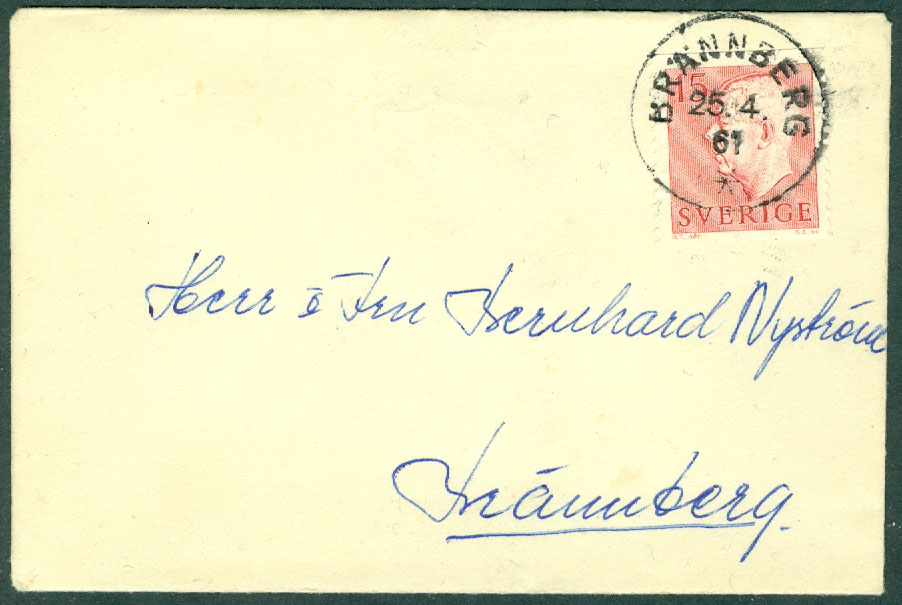 BRÄNNBERG
15
25.4.
61
SVERIGE
Herr o Fru Bernhard Nyström
Brännberg.